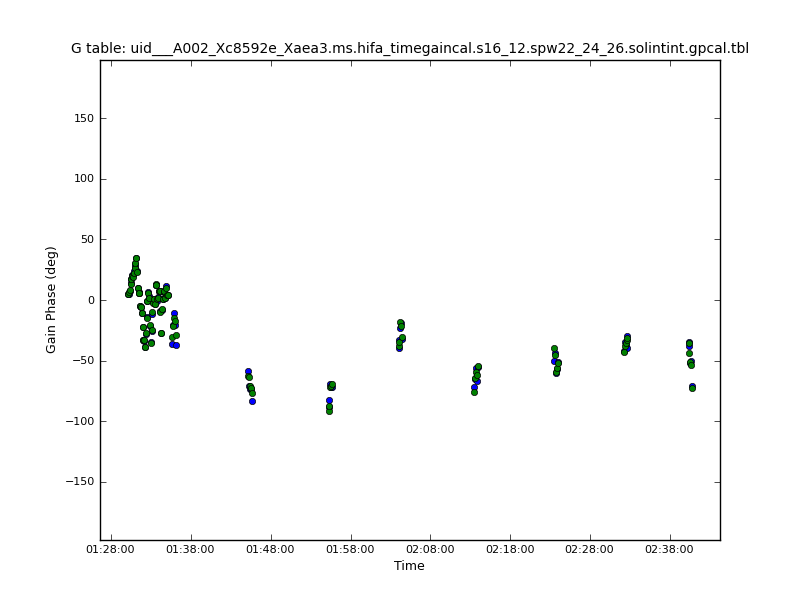 G table: uid___A002_Xc8592e_Xaea3.ms.hifa_timegaincal.s16_12.spw22_24_26.solintint.gpcal.tbl
150
100
50
0
−50
−100
−150
Gain Phase (deg)
01:28:00 01:38:00 01:48:00 01:58:00 02:08:00 02:18:00 02:28:00 02:38:00
Time